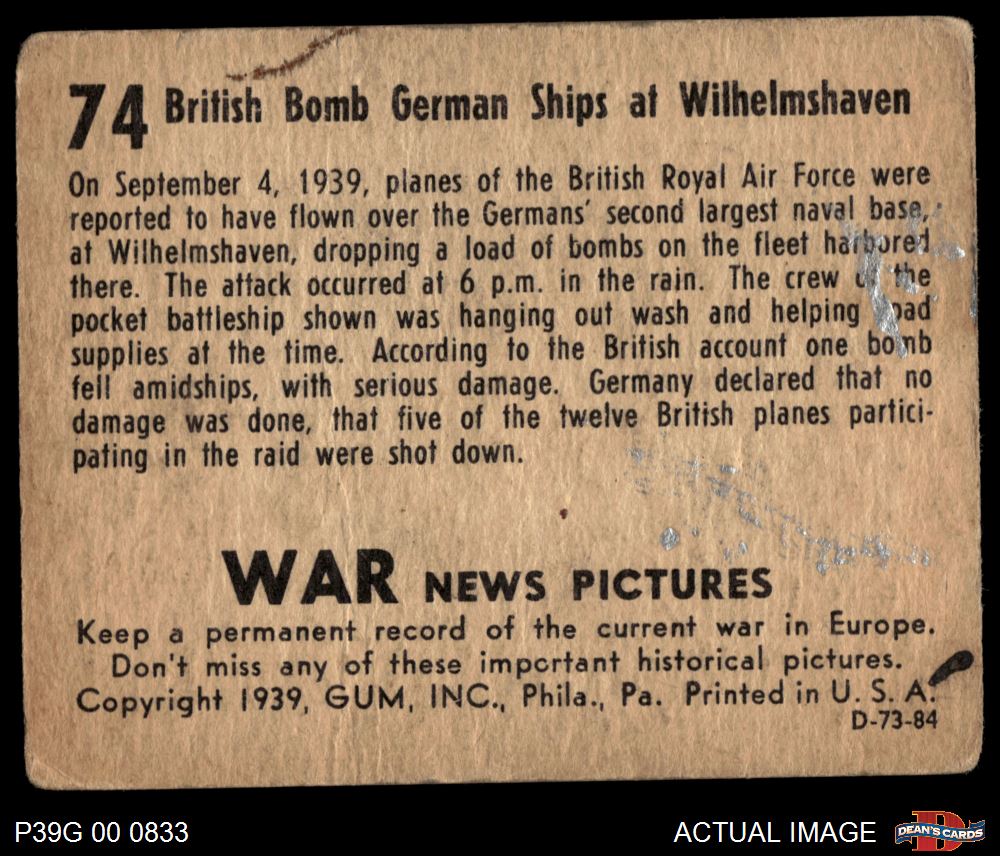 74 British Bomb German Ships at Wilhelmshaven
On September 4, 1939, planes of the British Royal Air Force were
reported to have flown over the Germans' second largest naval base,
at Wilhelmshaven, dropping a load of bombs on the fleet harbored
there. The attack occurred at 6 p.m. in the rain. The crew the
pocket battleship shown was hanging out wash and helping
supplies at the time. According to the British account one bomb
fell amidships, with serious damage. Germany declared that no
damage was done, that five of the twelve British planes partici-
pating in the raid were shot down.
WAR NEWS PICTURES
Keep a permanent record of the current war in Europe.
Don't miss any of these important historical pictures.
Copyright 1939, GUM, INC., Phila., Pa. Printed in U. S. A.
D-73-84
P39G 00 0833
ACTUAL IMAGE
D
DEAN'S CARDS